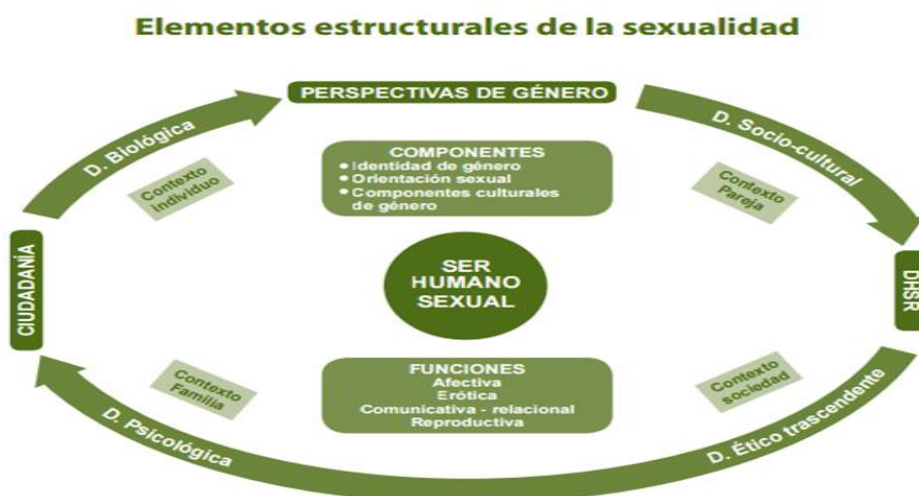 Elementos estructurales de la sexualidad
PERSPECTIVAS DE GÉNERO
D. Biológica
D. Socio-cultural
Contexto
individuo
COMPONENTES
• Identidad de género
• Orientación sexual
• Componentes culturales
de género
Contexto
Pareja
CIUDADANÍA
SER
HUMANO
SEXUAL
DHSR
Contexto
Familia
FUNCIONES
Afectiva
Erótica
Comunicativa - relacional
Reproductiva
Contexto
sociedad
D. Psicológica
D. Ético trascendente